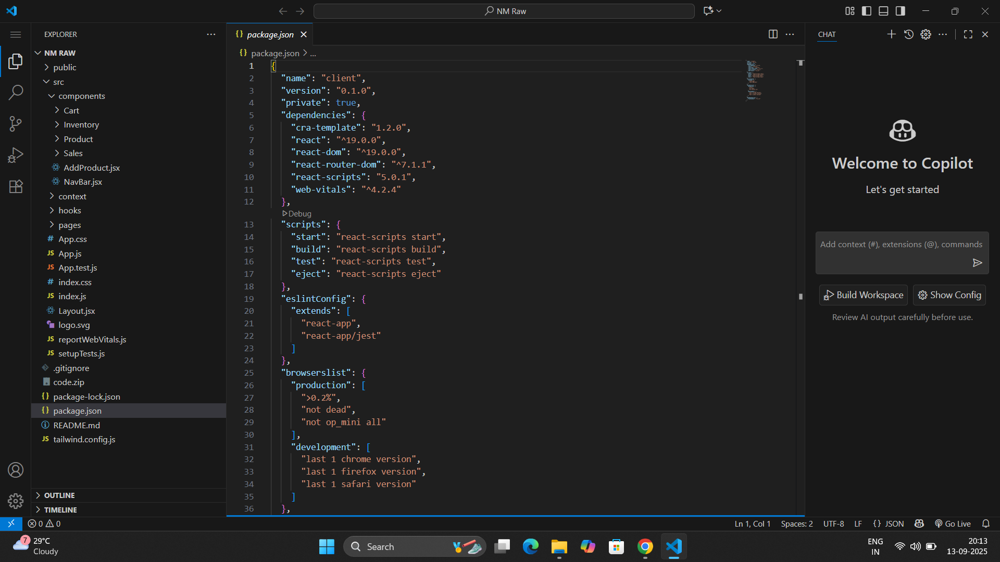 NM Raw
EXPLORER
NM RAW
public
src
components
Cart
Inventory
Product
Sales
AddProduct.jsx
NavBar.jsx
context
hooks
pages
# App.css
JS App.js
JS App.test.js
# index.css
JS index.js
Layout.jsx
logo.svg
JS reportWebVitals.js
JS setupTests.js
.gitignore
code.zip
{} package-lock.json
{} package.json
README.md
JS tailwind.config.js
OUTLINE
TIMELINE
{} package.json
{} package.json > ...
1 {
2 "name": "client",
3 "version": "0.1.0",
4 "private": true,
5 "dependencies": {
6 "cra-template": "1.2.0",
7 "react": "^19.0.0",
8 "react-dom": "^19.0.0",
9 "react-router-dom": "^7.1.1",
10 "react-scripts": "5.0.1",
11 "web-vitals": "^4.2.4"
12 },
Debug
13 "scripts": {
14 "start": "react-scripts start",
15 "build": "react-scripts build",
16 "test": "react-scripts test",
17 "eject": "react-scripts eject"
18 },
19 "eslintConfig": {
20 "extends": [
21 "react-app",
22 "react-app/jest"
23 ]
24 },
25 "browserslist": {
26 "production": [
27 ">0.2%",
28 "not dead",
29 "not op_mini all"
30 ],
31 "development": [
32 "last 1 chrome version",
33 "last 1 firefox version",
34 "last 1 safari version"
35 ]
36 },
CHAT
Welcome to Copilot
Let's get started
Add context (#), extensions (@), commands
Build Workspace
Show Config
Review AI output carefully before use.
0 0
Ln 1, Col 1 Spaces: 2 UTF-8 LF {} JSON Go Live
7
29°C
Cloudy
Search
ENG
IN
20:13
13-09-2025